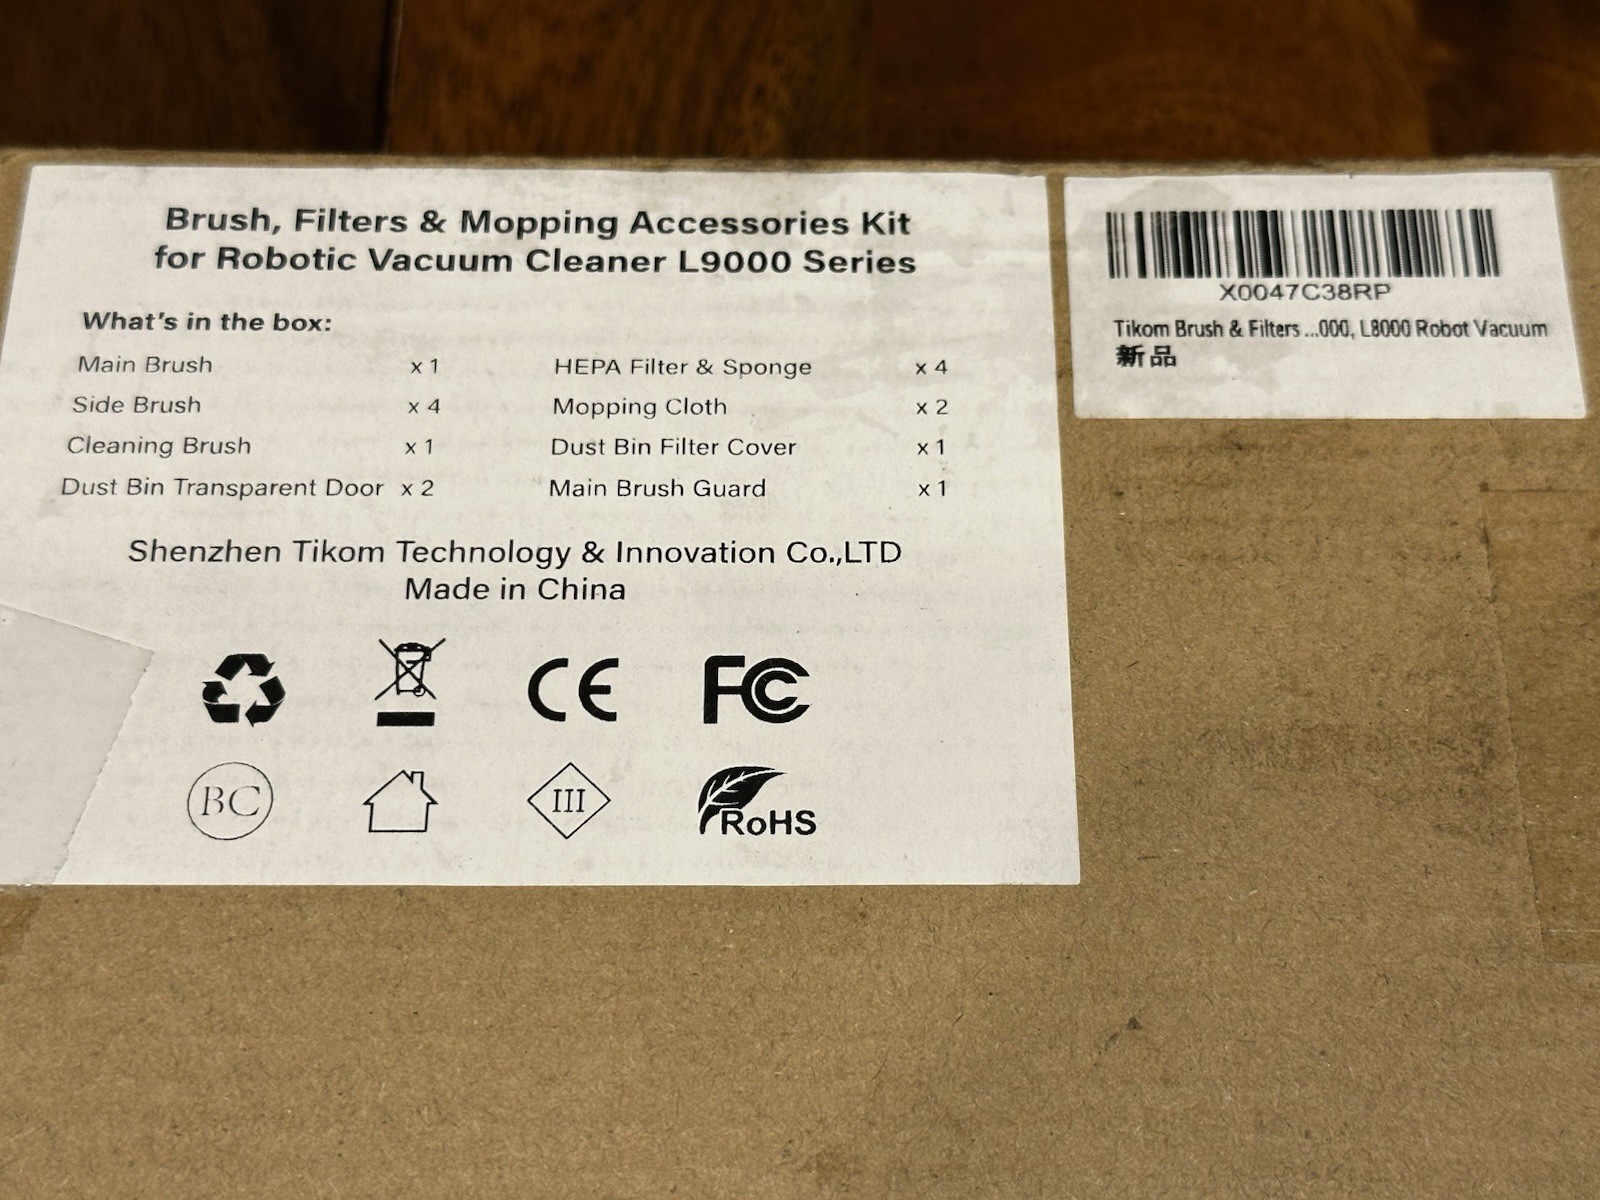 Brush, Filters & Mopping Accessories Kit
for Robotic Vacuum Cleaner L9000 Series
What's in the box:
Main Brush x 1 HEPA Filter & Sponge x 4
Side Brush x 4 Mopping Cloth x 2
Cleaning Brush x 1 Dust Bin Filter Cover x 1
Dust Bin Transparent Door x 2 Main Brush Guard x 1
Shenzhen Tikom Technology & Innovation Co.,LTD
Made in China
CE FC
BC III RoHS
X0047C38RP
Tikom Brush & Filters ...000, L8000 Robot Vacuum
新品